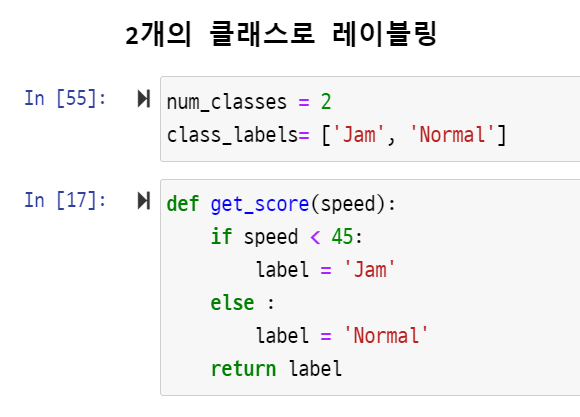 2개의 클래스로 레이블링
In [55]:
num_classes = 2
class_labels= ['Jam', 'Normal']
In [17]:
def get_score(speed):
    if speed < 45:
        label = 'Jam'
    else :
        label = 'Normal'
    return label